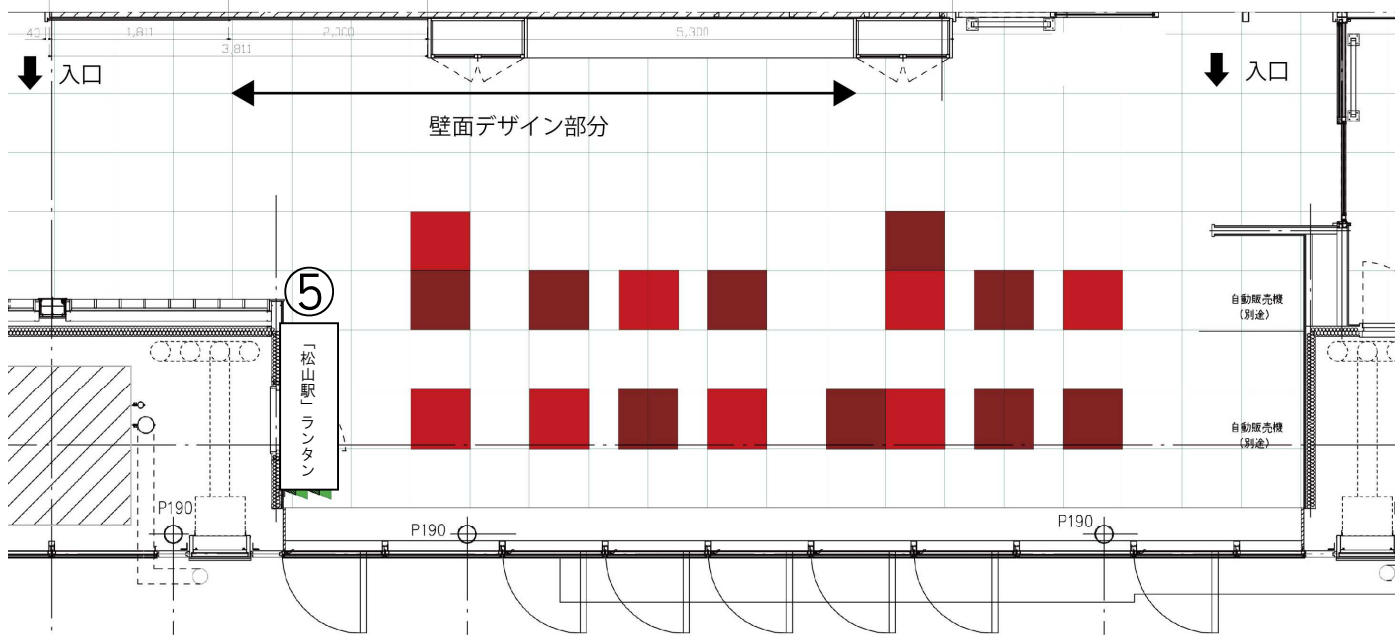 1,811
2,000
5,300
3,811
入口
入口
壁面デザイン部分
⑤
「松山駅」ランタン
自動販売機
（別途）
自動販売機
（別途）
P190
P190
P190